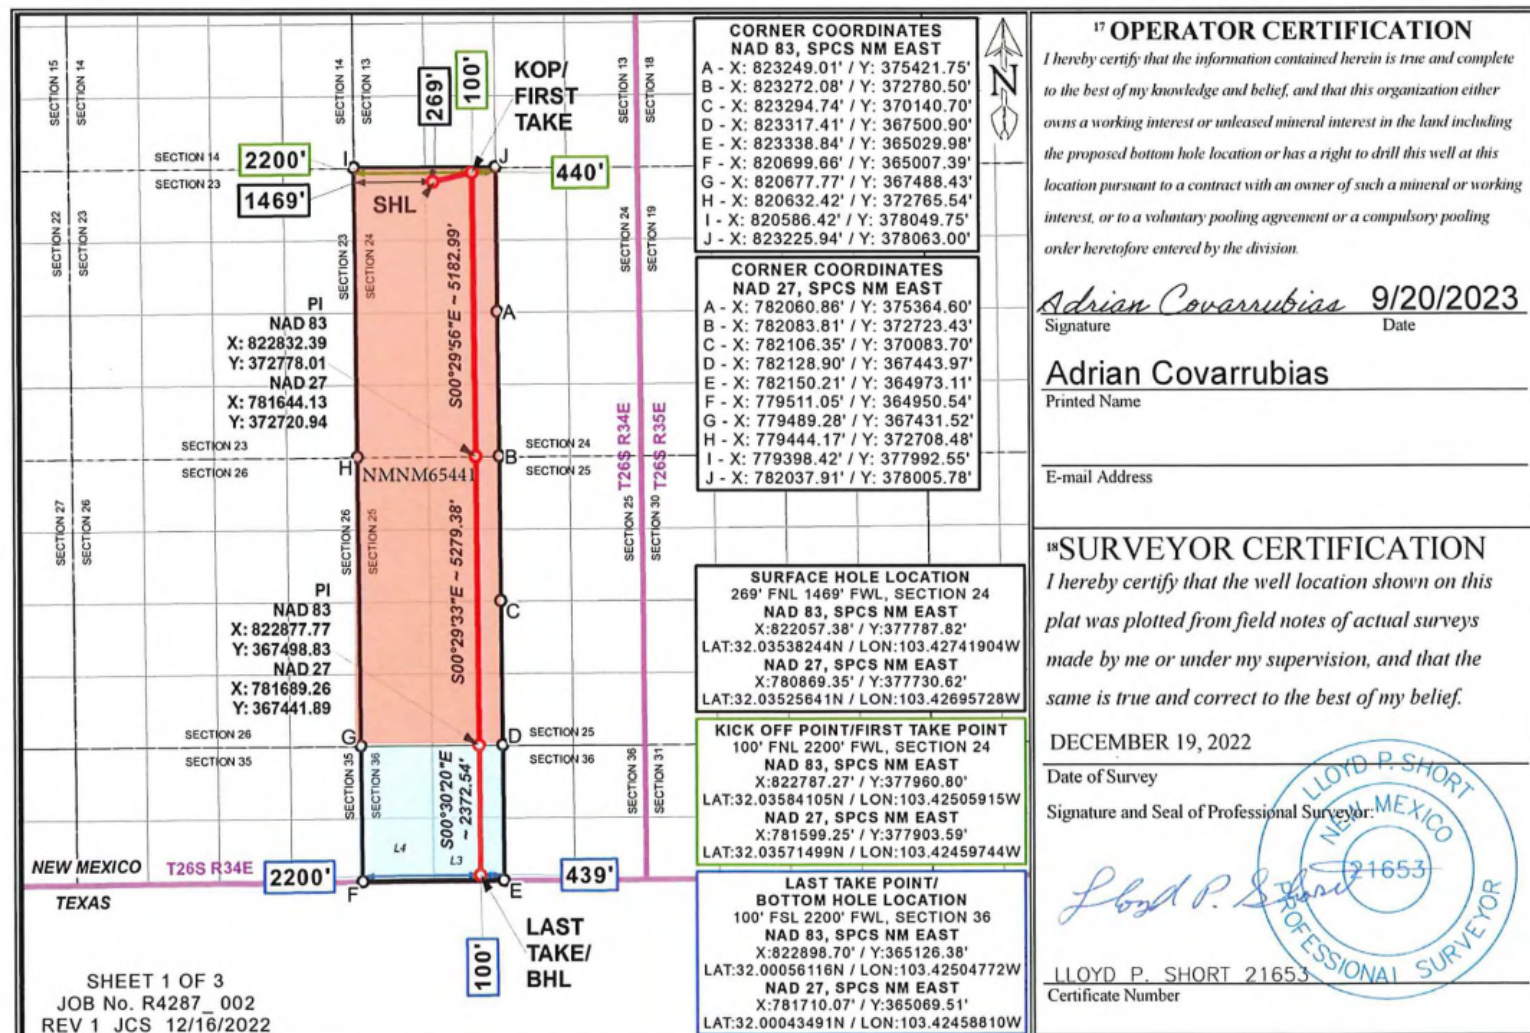 SECTION 15
SECTION 14
SECTION 14
SECTION 13
269'
100'
KOP/
FIRST
TAKE
SECTION 13
SECTION 18
SECTION 14
SECTION 23
2200'
1469'
I
J
440'
SHL
SECTION 22
SECTION 23
SECTION 23
SECTION 24
S00°29'56"E ~ 5182.99'
SECTION 24
SECTION 19
A
PI
NAD 83
X: 822832.39
Y: 372778.01
NAD 27
X: 781644.13
Y: 372720.94
T26S R34E
T26S R35E
SECTION 23
SECTION 26
H
NMNM65441
B
SECTION 24
SECTION 25
SECTION 27
SECTION 26
SECTION 26
SECTION 25
S00°29'33"E ~ 5279.38'
SECTION 25
SECTION 30
C
PI
NAD 83
X: 822877.77
Y: 367498.83
NAD 27
X: 781689.26
Y: 367441.89
SECTION 26
SECTION 35
G
D
SECTION 25
SECTION 36
SECTION 35
SECTION 36
S00°30'20"E
~ 2372.54'
SECTION 36
SECTION 31
L4
L3
NEW MEXICO
T26S R34E
2200'
439'
TEXAS
F
E
100'
LAST
TAKE/
BHL
SHEET 1 OF 3
JOB No. R4287_002
REV 1 JCS 12/16/2022
CORNER COORDINATES
NAD 83, SPCS NM EAST
A - X: 823249.01' / Y: 375421.75'
B - X: 823272.08' / Y: 372780.50'
C - X: 823294.74' / Y: 370140.70'
D - X: 823317.41' / Y: 367500.90'
E - X: 823338.84' / Y: 365029.98'
F - X: 820699.66' / Y: 365007.39'
G - X: 820677.77' / Y: 367488.43'
H - X: 820632.42' / Y: 372765.54'
I - X: 820586.42' / Y: 378049.75'
J - X: 823225.94' / Y: 378063.00'
N
CORNER COORDINATES
NAD 27, SPCS NM EAST
A - X: 782060.86' / Y: 375364.60'
B - X: 782083.81' / Y: 372723.43'
C - X: 782106.35' / Y: 370083.70'
D - X: 782128.90' / Y: 367443.97'
E - X: 782150.21' / Y: 364973.11'
F - X: 779511.05' / Y: 364950.54'
G - X: 779489.28' / Y: 367431.52'
H - X: 779444.17' / Y: 372708.48'
I - X: 779398.42' / Y: 377992.55'
J - X: 782037.91' / Y: 378005.78'
SURFACE HOLE LOCATION
269' FNL 1469' FWL, SECTION 24
NAD 83, SPCS NM EAST
X:822057.38' / Y:377787.82'
LAT:32.03538244N / LON:103.42741904W
NAD 27, SPCS NM EAST
X:780869.35' / Y:377730.62'
LAT:32.03525641N / LON:103.42695728W
KICK OFF POINT/FIRST TAKE POINT
100' FNL 2200' FWL, SECTION 24
NAD 83, SPCS NM EAST
X:822787.27' / Y:377960.80'
LAT:32.03584105N / LON:103.42505915W
NAD 27, SPCS NM EAST
X:781599.25' / Y:377903.59'
LAT:32.03571499N / LON:103.42459744W
LAST TAKE POINT/
BOTTOM HOLE LOCATION
100' FSL 2200' FWL, SECTION 36
NAD 83, SPCS NM EAST
X:822898.70' / Y:365126.38'
LAT:32.00056116N / LON:103.42504772W
NAD 27, SPCS NM EAST
X:781710.07' / Y:365069.51'
LAT:32.00043491N / LON:103.42458810W
17 OPERATOR CERTIFICATION
I hereby certify that the information contained herein is true and complete
to the best of my knowledge and belief, and that this organization either
owns a working interest or unleased mineral interest in the land including
the proposed bottom hole location or has a right to drill this well at this
location pursuant to a contract with an owner of such a mineral or working
interest, or to a voluntary pooling agreement or a compulsory pooling
order heretofore entered by the division.
Adrian Covarrubias 9/20/2023
Signature Date
Adrian Covarrubias
Printed Name
E-mail Address
18 SURVEYOR CERTIFICATION
I hereby certify that the well location shown on this
plat was plotted from field notes of actual surveys
made by me or under my supervision, and that the
same is true and correct to the best of my belief.
DECEMBER 19, 2022
Date of Survey
Signature and Seal of Professional Surveyor:
Lloyd P. Short
LLOYD P. SHORT
NEW MEXICO
21653
PROFESSIONAL SURVEYOR
LLOYD P. SHORT 21653
Certificate Number